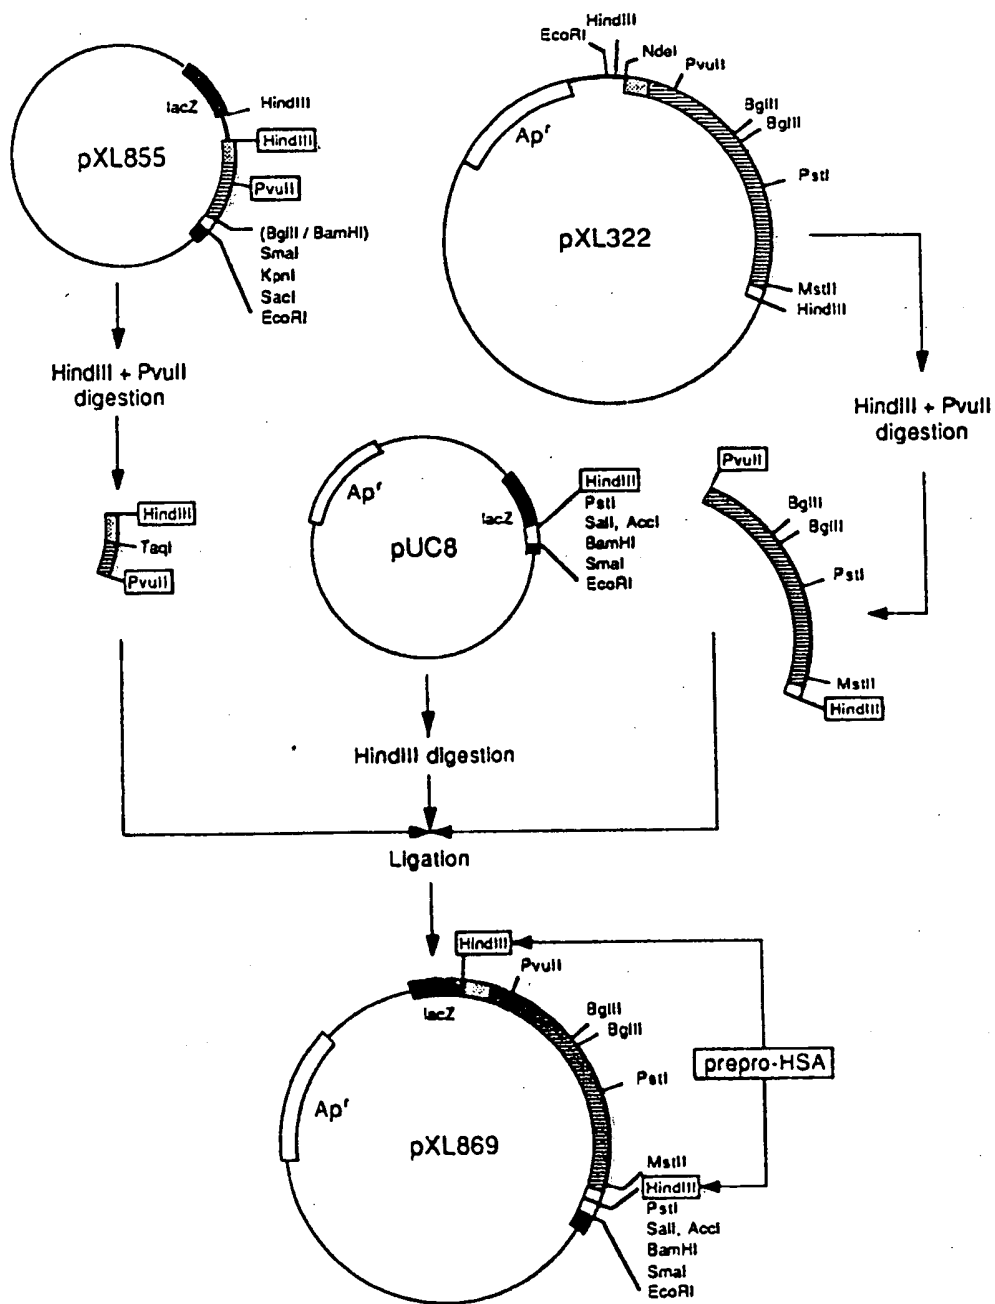 lacZ
HindIII
HindIII
pXL855
PvuII
(BglII / BamHI)
SmaI
KpnI
SacI
EcoRI
HindIII + PvuII
digestion
HindIII
TaqI
PvuII
HindIII
EcoRI
NdeI
PvuII
BglII
BglII
PstI
Ap^r
pXL322
MstII
HindIII
HindIII + PvuII
digestion
Ap^r
lacZ
HindIII
PstI
SalI, AccI
BamHI
SmaI
EcoRI
pUC8
PvuII
BglII
BglII
PstI
MstII
HindIII
HindIII digestion
Ligation
HindIII
PvuII
lacZ
BglII
BglII
PstI
prepro-HSA
Ap^r
pXL869
MstII
HindIII
PstI
SalI, AccI
BamHI
SmaI
EcoRI